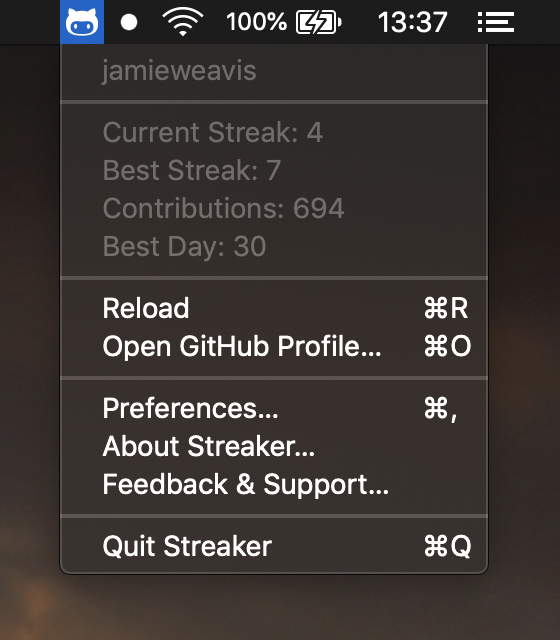 100% 13:37
jamieweavis
Current Streak: 4
Best Streak: 7
Contributions: 694
Best Day: 30
Reload ⌘R
Open GitHub Profile... ⌘O
Preferences... ⌘,
About Streaker...
Feedback & Support...
Quit Streaker ⌘Q